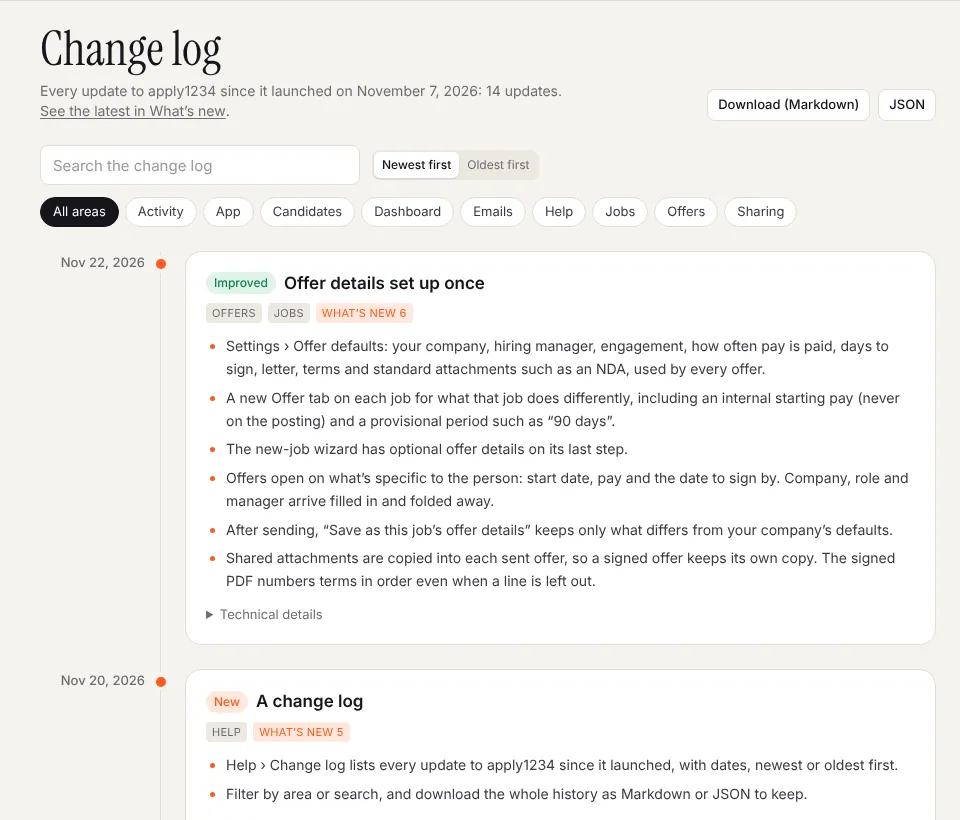 Change log
Every update to apply1234 since it launched on November 7, 2026: 14 updates.
See the latest in What’s new.
Download (Markdown)
JSON
Search the change log
Newest first
Oldest first
All areas
Activity
App
Candidates
Dashboard
Emails
Help
Jobs
Offers
Sharing
Nov 22, 2026
Improved
Offer details set up once
OFFERS
JOBS
WHAT’S NEW 6
Settings › Offer defaults: your company, hiring manager, engagement, how often pay is paid, days to
sign, letter, terms and standard attachments such as an NDA, used by every offer.
A new Offer tab on each job for what that job does differently, including an internal starting pay (never
on the posting) and a provisional period such as “90 days”.
The new-job wizard has optional offer details on its last step.
Offers open on what’s specific to the person: start date, pay and the date to sign by. Company, role and
manager arrive filled in and folded away.
After sending, “Save as this job’s offer details” keeps only what differs from your company’s defaults.
Shared attachments are copied into each sent offer, so a signed offer keeps its own copy. The signed
PDF numbers terms in order even when a line is left out.
Technical details
Nov 20, 2026
New
A change log
HELP
WHAT’S NEW 5
Help › Change log lists every update to apply1234 since it launched, with dates, newest or oldest first.
Filter by area or search, and download the whole history as Markdown or JSON to keep.